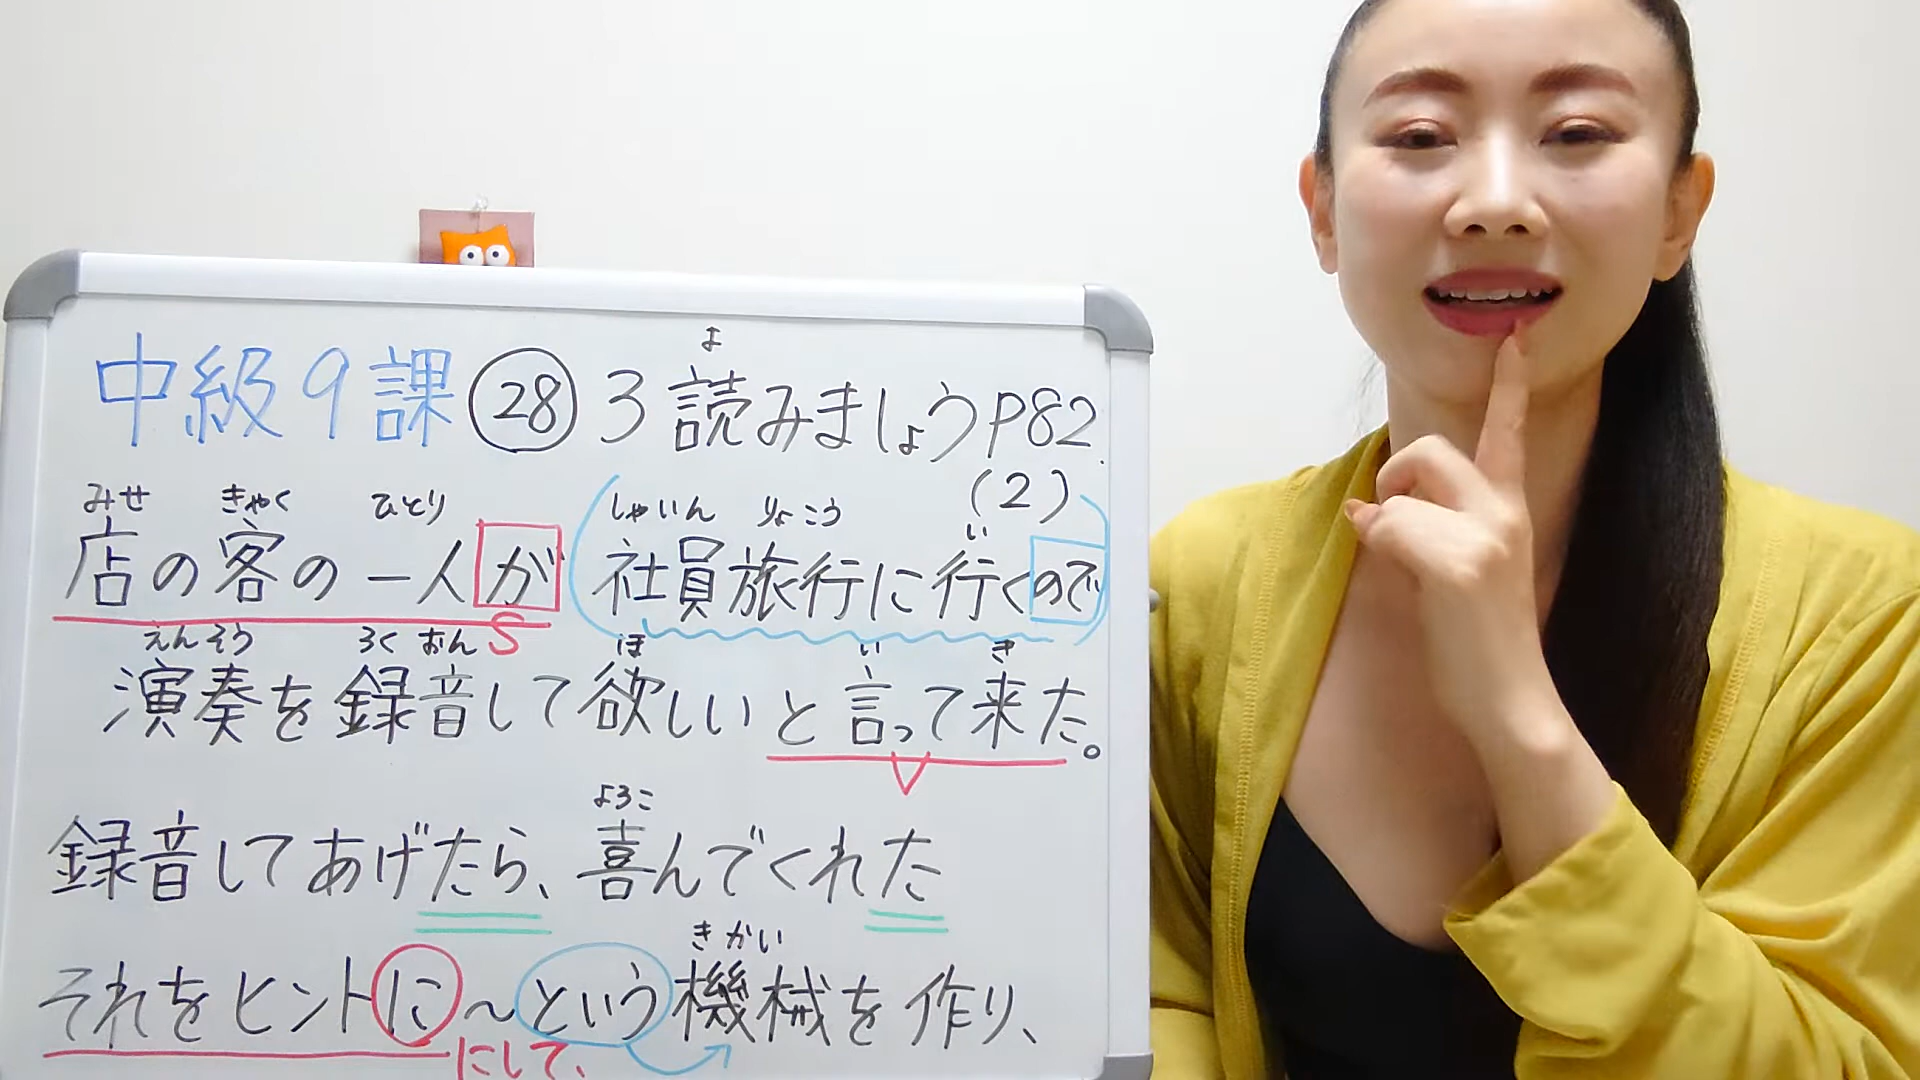 中級9課 28 3 読みましょう P82.
よ
(2)
みせ きゃく ひとり しゃいん りょこう い
店の客の一人が 社員旅行に行くので
S
えんそう ろくおん ほ い き
演奏を録音して欲しいと言って来た。
V
よろこ
録音してあげたら、喜んでくれた
きかい
それをヒントに〜という機械を作り、
にして、